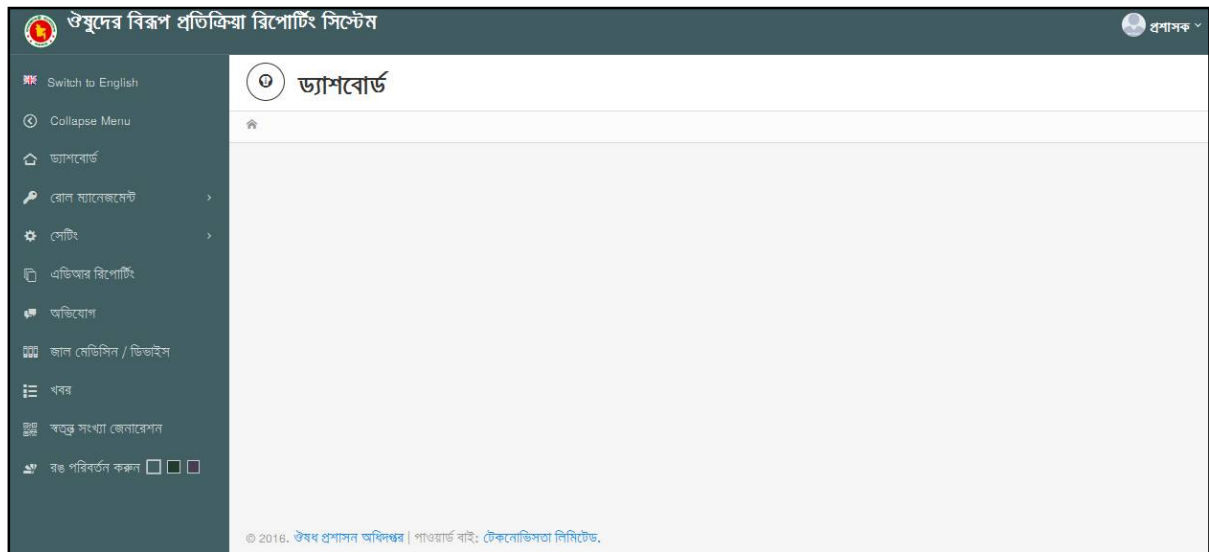 ঔষুদের বিরূপ প্রতিক্রিয়া রিপোর্টিং সিস্টেম
প্রশাসক
Switch to English
Collapse Menu
ড্যাশবোর্ড
রোল ম্যানেজমেন্ট
সেটিং
এডিআর রিপোর্টিং
অভিযোগ
জাল মেডিসিন / ডিভাইস
খবর
স্বতন্ত্র সংখ্যা জেনারেশন
রঙ পরিবর্তন করুন
ড্যাশবোর্ড
© 2016. ঔষধ প্রশাসন অধিদপ্তর | পাওয়ার্ড বাই: টেকনোভিসতা লিমিটেড.